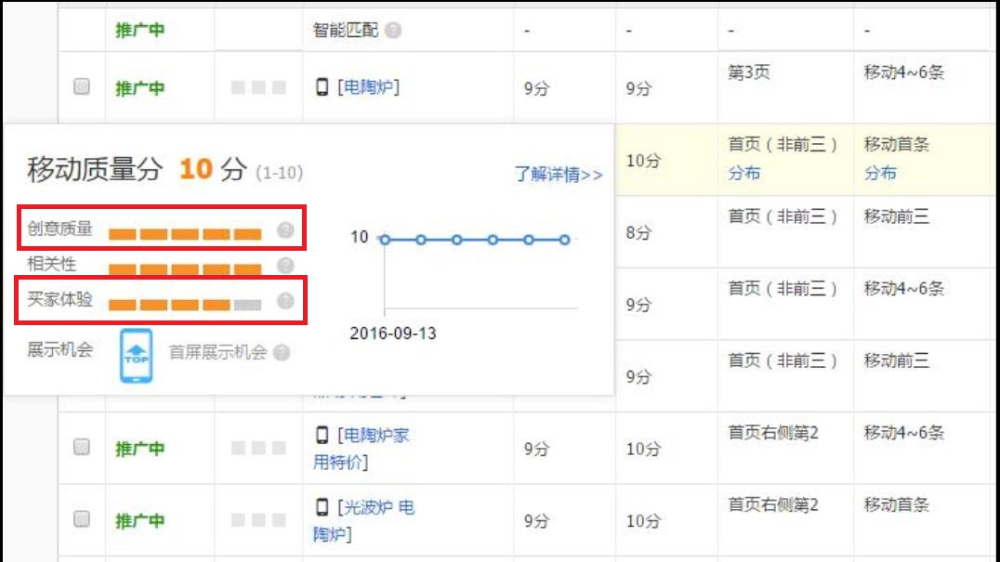 推广中 智能匹配 ? - - - -
推广中 [电陶炉] 9分 9分 第3页 移动4~6条
移动质量分 10 分 (1-10) 了解详情>>
10分 首页（非前三） 移动首条
分布 分布
创意质量 ?
相关性 ?
买家体验 ?
展示机会 TOP 首屏展示机会 ?
10
2016-09-13
8分 首页（非前三） 移动前三
9分 首页（非前三） 移动4~6条
9分 首页（非前三） 移动前三
推广中 [电陶炉家 9分 10分 首页右侧第2 移动4~6条
用特价]
推广中 [光波炉 电 9分 10分 首页右侧第2 移动首条
陶炉]